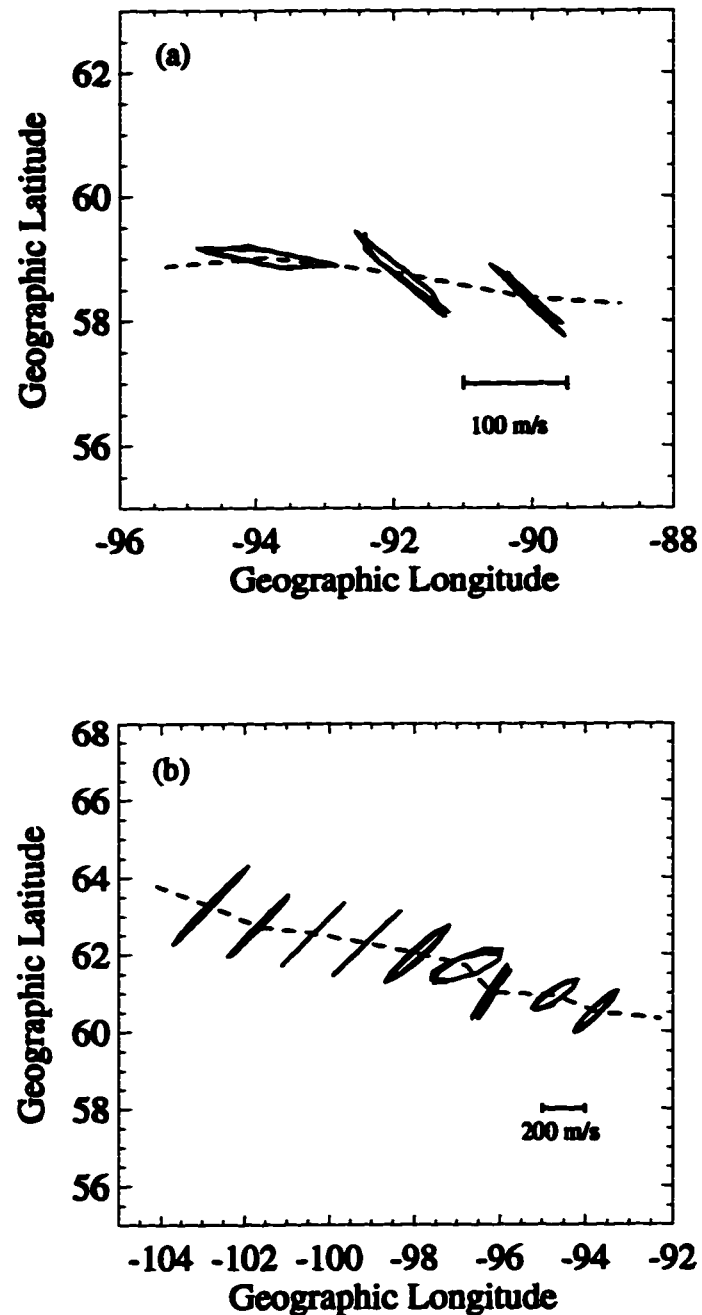 (a)
62
60
58
56
Geographic Latitude
100 m/s
-96 -94 -92 -90 -88
Geographic Longitude
(b)
68
66
64
62
60
58
56
Geographic Latitude
200 m/s
-104 -102 -100 -98 -96 -94 -92
Geographic Longitude